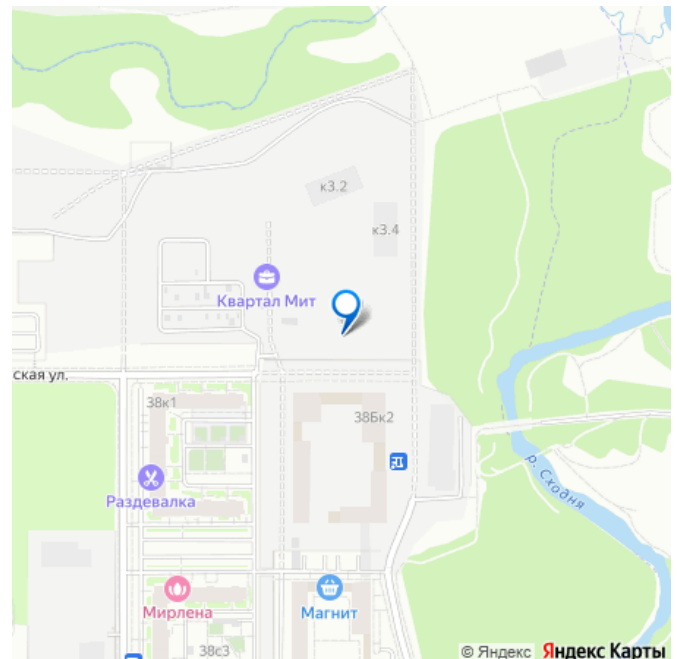 к3.2
к3.4
Квартал Мит
ская ул.
38к1
38Бк2
Раздевалка
р. Сходня
Мирлена
Магнит
38с3
© Яндекс Яндекс Карты